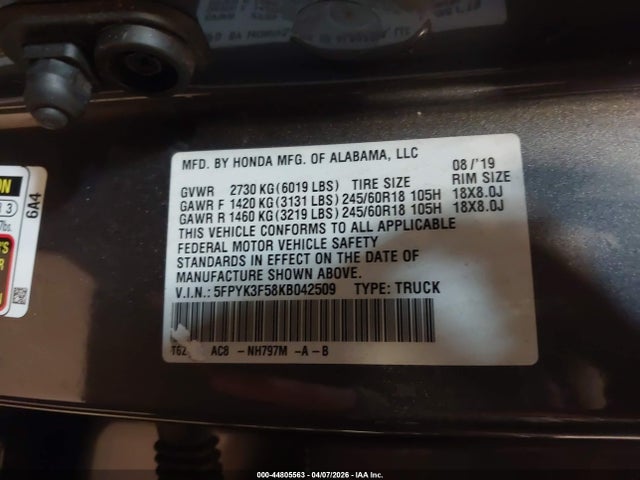 MFD. BY HONDA MFG. OF ALABAMA, LLC 08/'19
GVWR 2730 KG(6019 LBS) TIRE SIZE RIM SIZE
GAWR F 1420 KG(3131 LBS)245/60R18 105H 18X8.0J
GAWR R 1460 KG(3219 LBS)245/60R18 105H 18X8.0J
THIS VEHICLE CONFORMS TO ALL APPLICABLE
FEDERAL MOTOR VEHICLE SAFETY
STANDARDS IN EFFECT ON THE DATE OF
MANUFACTURE SHOWN ABOVE.
V.I.N.: 5FPYK3F58KB042509 TYPE: TRUCK
AC8 -NH797M -A-B
6A4
000-44805563 - 04/07/2026 - IAA Inc.